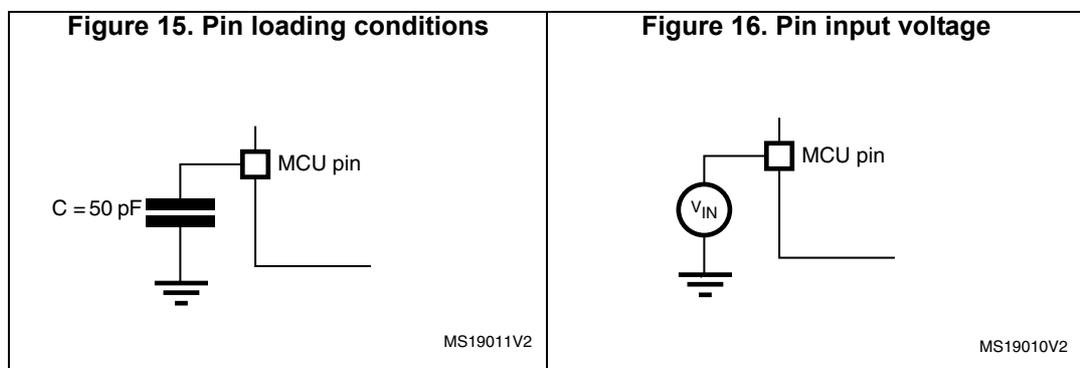 Figure 15. Pin loading conditions
MCU pin
C = 50 pF
MS19011V2
Figure 16. Pin input voltage
MCU pin
VIN
MS19010V2